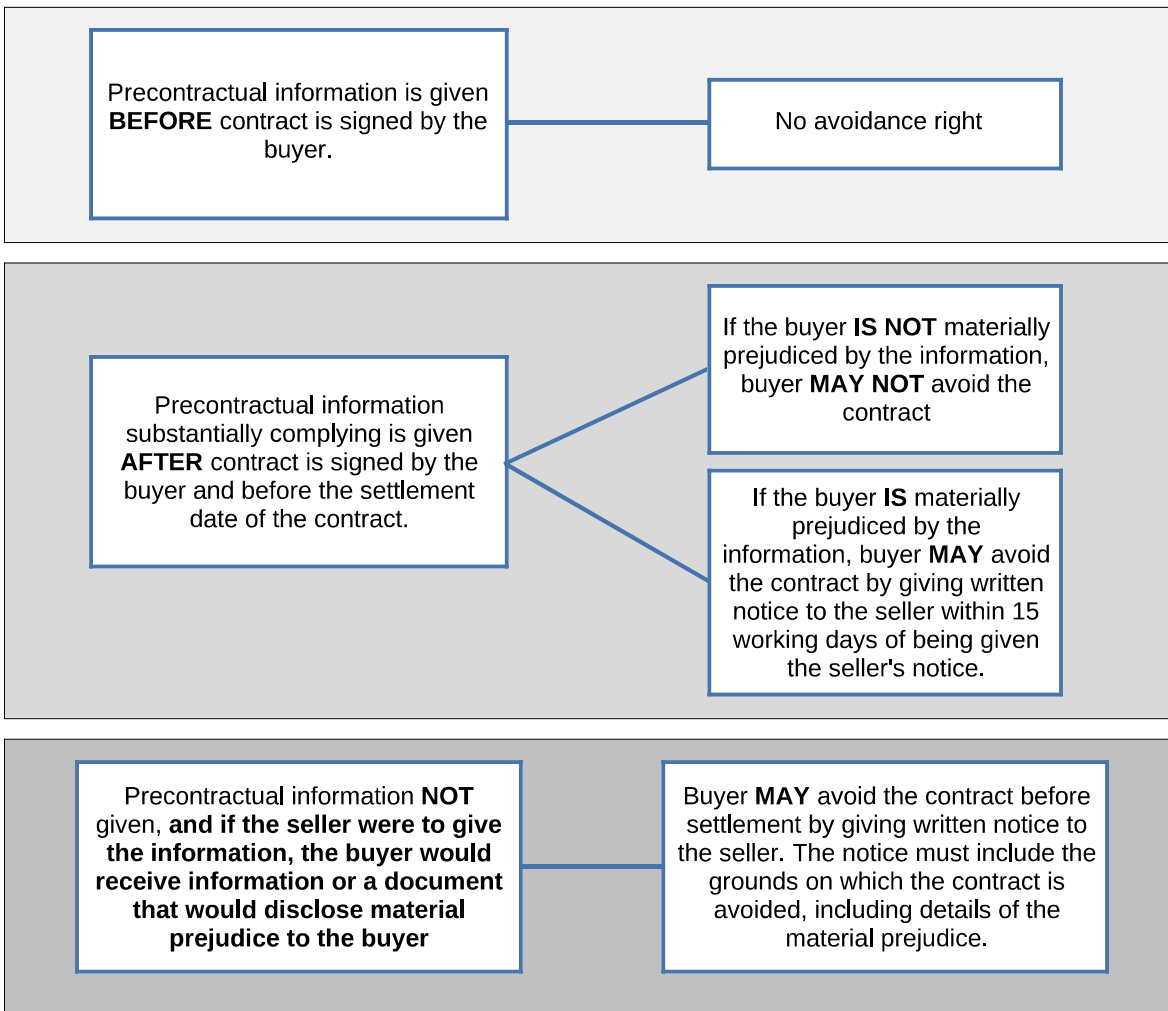 Precontractual information is given
BEFORE contract is signed by the
buyer.
No avoidance right
Precontractual information
substantially complying is given
AFTER contract is signed by the
buyer and before the settlement
date of the contract.
If the buyer IS NOT materially
prejudiced by the information,
buyer MAY NOT avoid the
contract
If the buyer IS materially
prejudiced by the
information, buyer MAY avoid
the contract by giving written
notice to the seller within 15
working days of being given
the seller's notice.
Precontractual information NOT
given, and if the seller were to give
the information, the buyer would
receive information or a document
that would disclose material
prejudice to the buyer
Buyer MAY avoid the contract before
settlement by giving written notice to
the seller. The notice must include the
grounds on which the contract is
avoided, including details of the
material prejudice.